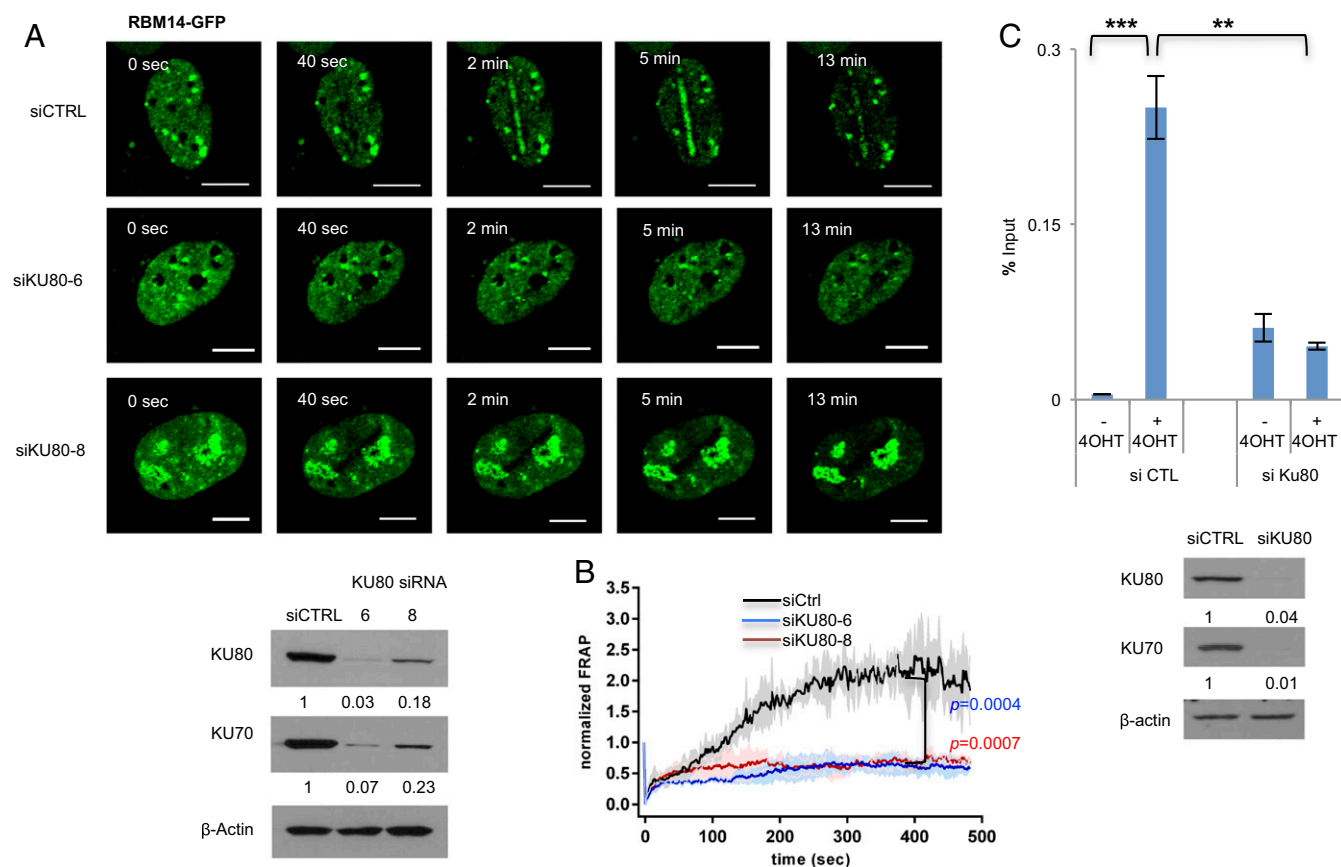 A
RBM14-GFP
siCTRL
0 sec
40 sec
2 min
5 min
13 min
siKU80-6
0 sec
40 sec
2 min
5 min
13 min
siKU80-8
0 sec
40 sec
2 min
5 min
13 min
KU80 siRNA
siCTRL 6 8
KU80
1 0.03 0.18
KU70
1 0.07 0.23
β-Actin
B
siCtrl
siKU80-6
siKU80-8
normalized FRAP
3.5
3.0
2.5
2.0
1.5
1.0
0.5
0.0
p=0.0004
p=0.0007
0 100 200 300 400 500
time (sec)
C
*** **
% Input
0.3
0.15
0
- + - +
4OHT 4OHT 4OHT 4OHT
si CTL si Ku80
siCTRL siKU80
KU80
1 0.04
KU70
1 0.01
β-actin